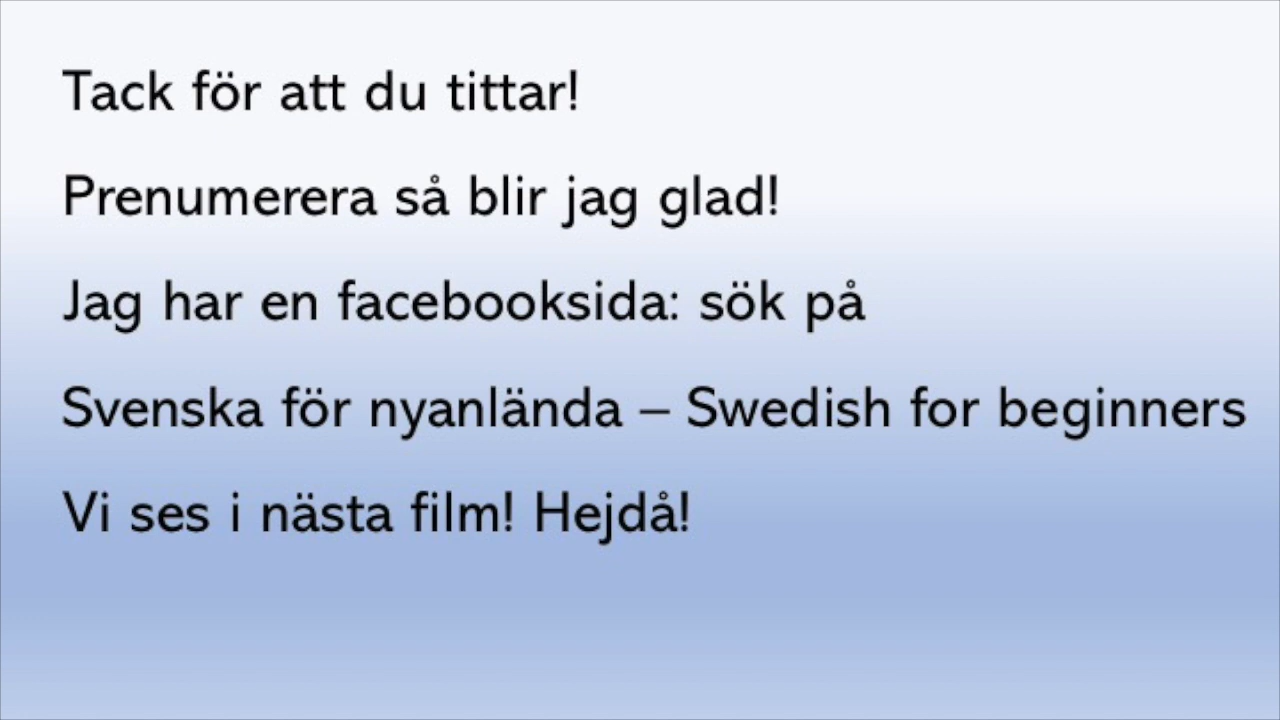 Tack för att du tittar!
Prenumerera så blir jag glad!
Jag har en facebooksida: sök på
Svenska för nyanlända – Swedish for beginners
Vi ses i nästa film! Hejdå!